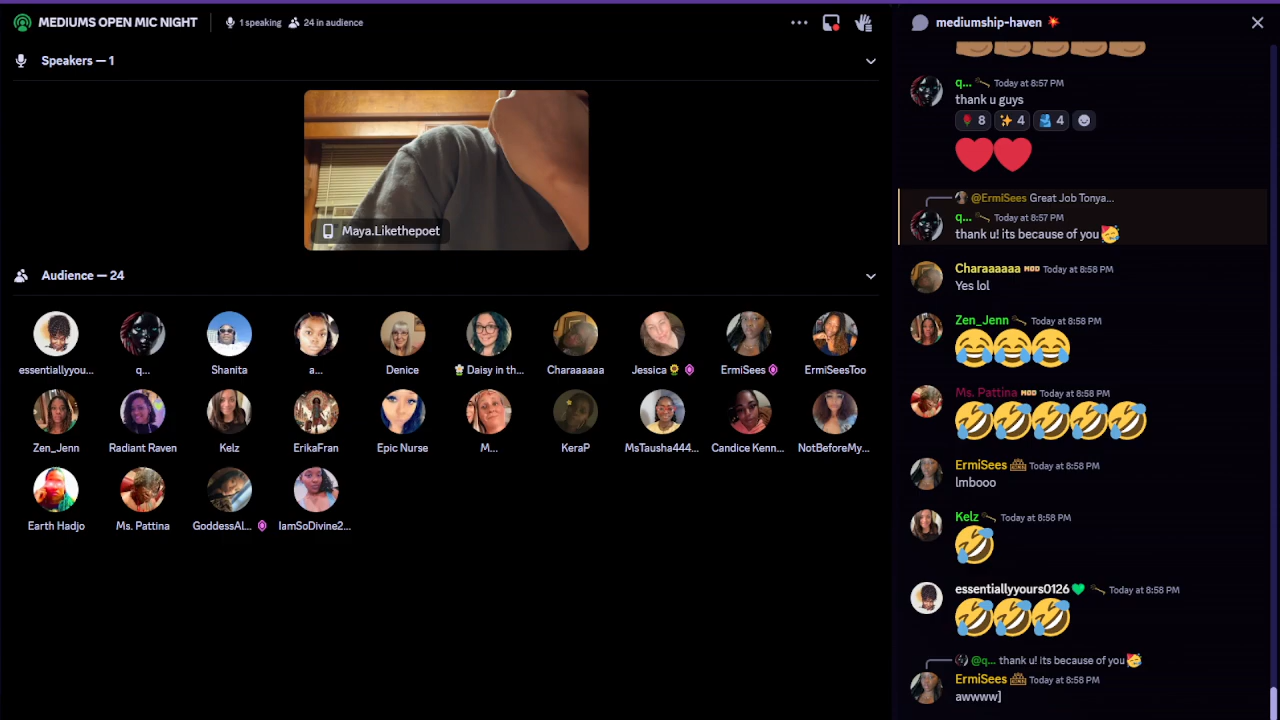 MEDIUMS OPEN MIC NIGHT
1 speaking
24 in audience
Speakers — 1
Maya.Likethepoet
Audience — 24
essentiallyyou...
q...
Shanita
a...
Denice
Daisy in th...
Charaaaaaa
Jessica
ErmiSees
ErmiSeesToo
Zen_Jenn
Radiant Raven
Kelz
ErikaFran
Epic Nurse
M...
KeraP
MsTausha444...
Candice Kenn...
NotBeforeMy...
Earth Hadjo
Ms. Pattina
GoddessAl...
IamSoDivine2...
mediumship-haven
q... Today at 8:57 PM
thank u guys
8 4 4
@ErmiSees Great Job Tonya...
q... Today at 8:57 PM
thank u! its because of you
Charaaaaaa MOD Today at 8:58 PM
Yes lol
Zen_Jenn Today at 8:58 PM
Ms. Pattina MOD Today at 8:58 PM
ErmiSees Today at 8:58 PM
lmbooo
Kelz Today at 8:58 PM
essentiallyyours0126 Today at 8:58 PM
@q... thank u! its because of you
ErmiSees Today at 8:58 PM
awwww]